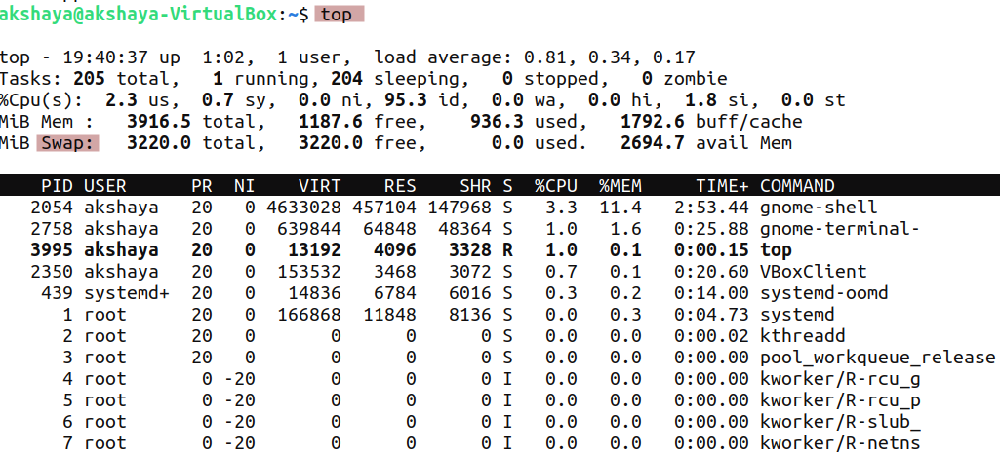 akshaya@akshaya-VirtualBox:~$ top
top - 19:40:37 up  1:02,  1 user,  load average: 0.81, 0.34, 0.17
Tasks: 205 total,   1 running, 204 sleeping,   0 stopped,   0 zombie
%Cpu(s):  2.3 us,  0.7 sy,  0.0 ni, 95.3 id,  0.0 wa,  0.0 hi,  1.8 si,  0.0 st
MiB Mem :   3916.5 total,   1187.6 free,    936.3 used,   1792.6 buff/cache
MiB Swap:   3220.0 total,   3220.0 free,      0.0 used.   2694.7 avail Mem
PID USER      PR  NI    VIRT    RES    SHR S  %CPU  %MEM     TIME+ COMMAND
2054 akshaya   20   0 4633028 457104 147968 S   3.3  11.4   2:53.44 gnome-shell
2758 akshaya   20   0  639844  64848  48364 S   1.0   1.6   0:25.88 gnome-terminal-
3995 akshaya   20   0   13192   4096   3328 R   1.0   0.1   0:00.15 top
2350 akshaya   20   0  153532   3468   3072 S   0.7   0.1   0:20.60 VBoxClient
439 systemd+  20   0   14836   6784   6016 S   0.3   0.2   0:14.00 systemd-oomd
1 root      20   0  166868  11848   8136 S   0.0   0.3   0:04.73 systemd
2 root      20   0       0      0      0 S   0.0   0.0   0:00.02 kthreadd
3 root      20   0       0      0      0 S   0.0   0.0   0:00.00 pool_workqueue_release
4 root       0 -20       0      0      0 I   0.0   0.0   0:00.00 kworker/R-rcu_g
5 root       0 -20       0      0      0 I   0.0   0.0   0:00.00 kworker/R-rcu_p
6 root       0 -20       0      0      0 I   0.0   0.0   0:00.00 kworker/R-slub_
7 root       0 -20       0      0      0 I   0.0   0.0   0:00.00 kworker/R-netns